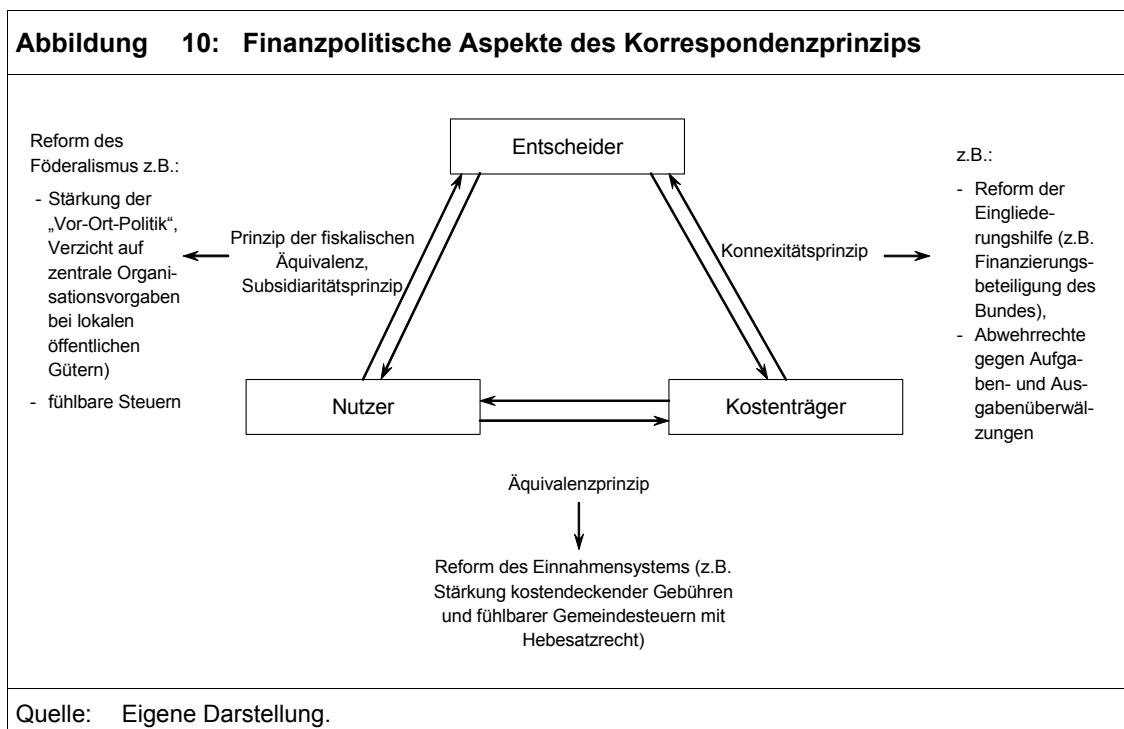 Abbildung 10: Finanzpolitische Aspekte des Korrespondenzprinzips
Entscheider
Reform des
Föderalismus z.B.:
- Stärkung der
„Vor-Ort-Politik“,
Verzicht auf
zentrale Organi-
sationsvorgaben
bei lokalen
öffentlichen
Gütern)
- fühlbare Steuern
Prinzip der fiskalischen
Äquivalenz,
Subsidiaritätsprinzip
Konnexitätsprinzip
z.B.:
- Reform der
Eingliede-
rungshilfe (z.B.
Finanzierungs-
beteiligung des
Bundes),
- Abwehrrechte
gegen Aufga-
ben- und Aus-
gabenüberwäl-
zungen
Nutzer
Kostenträger
Äquivalenzprinzip
Reform des Einnahmensystems (z.B.
Stärkung kostendeckender Gebühren
und fühlbarer Gemeindesteuern mit
Hebesatzrecht)
Quelle: Eigene Darstellung.